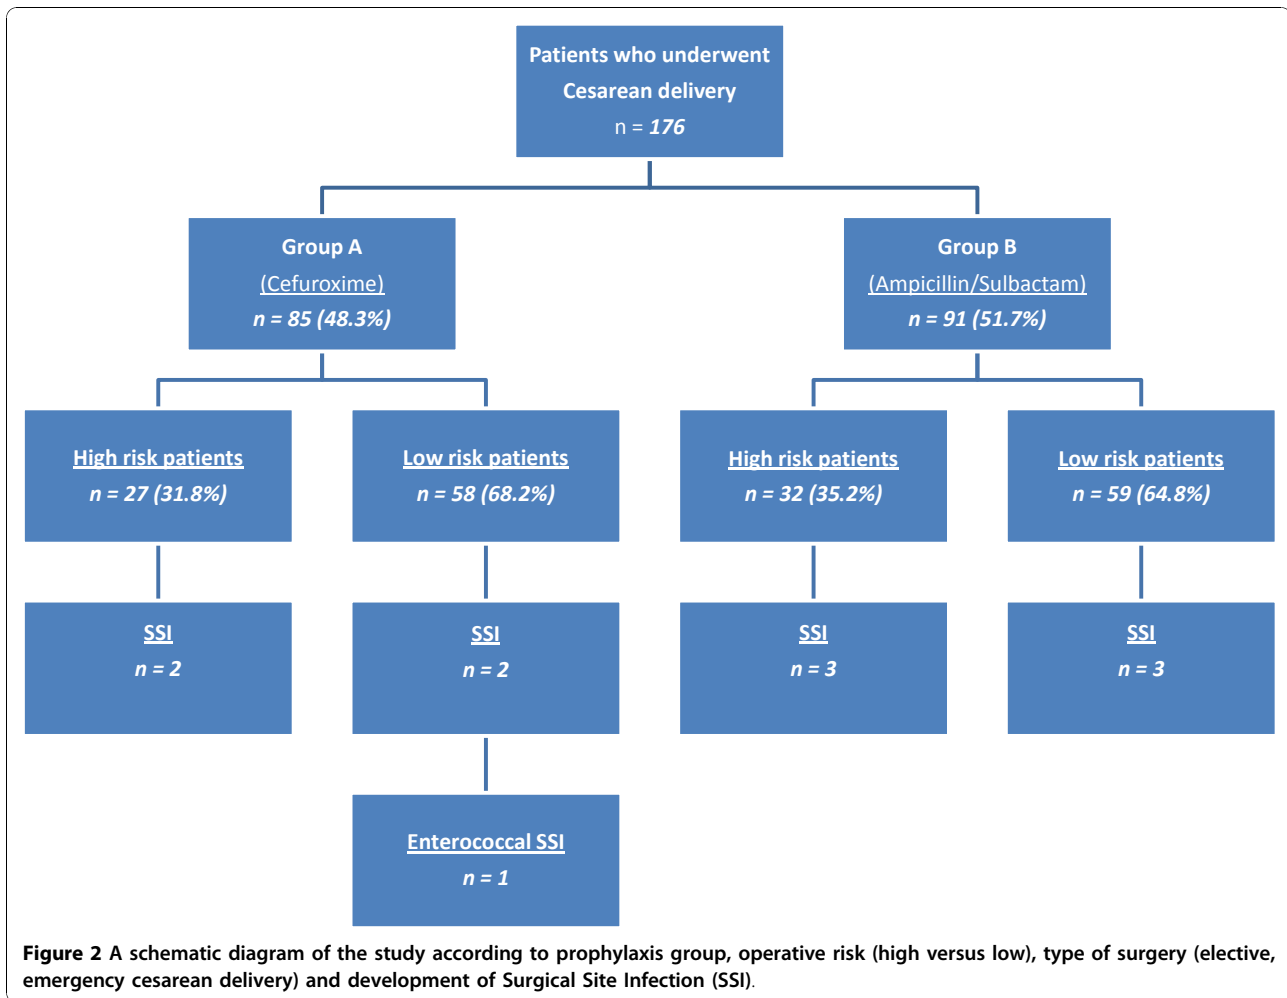 Patients who underwent
Cesarean delivery
n = 176
Group A
(Cefuroxime)
n = 85 (48.3%)
Group B
(Ampicillin/Sulbactam)
n = 91 (51.7%)
High risk patients
n = 27 (31.8%)
Low risk patients
n = 58 (68.2%)
High risk patients
n = 32 (35.2%)
Low risk patients
n = 59 (64.8%)
SSI
n = 2
SSI
n = 2
SSI
n = 3
SSI
n = 3
Enterococcal SSI
n = 1
Figure 2 A schematic diagram of the study according to prophylaxis group, operative risk (high versus low), type of surgery (elective,
emergency cesarean delivery) and development of Surgical Site Infection (SSI).